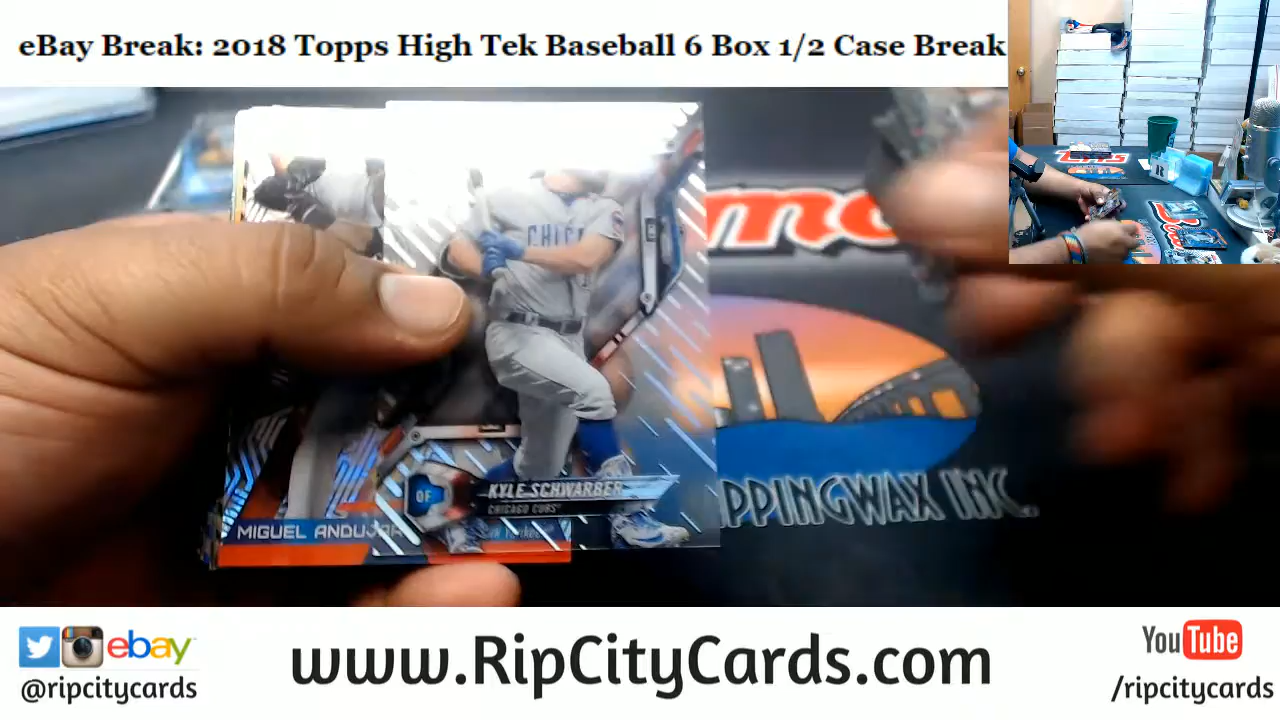 eBay Break: 2018 Topps High Tek Baseball 6 Box 1/2 Case Break
CHICA
OF
KYLE SCHWARBER
CHICAGO CUBS
MIGUEL ANDUJAR
PPINGWAX INC.
ebay
@ripcitycards
www.RipCityCards.com
YouTube
/ripcitycards